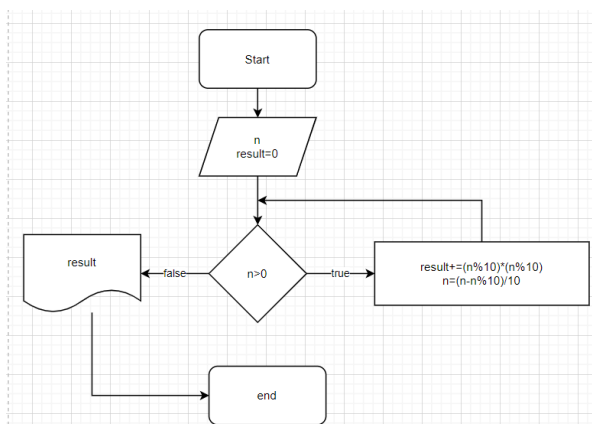 Start
n
result=0
result
false
n>0
true
result+=(n%10)*(n%10)
n=(n-n%10)/10
end